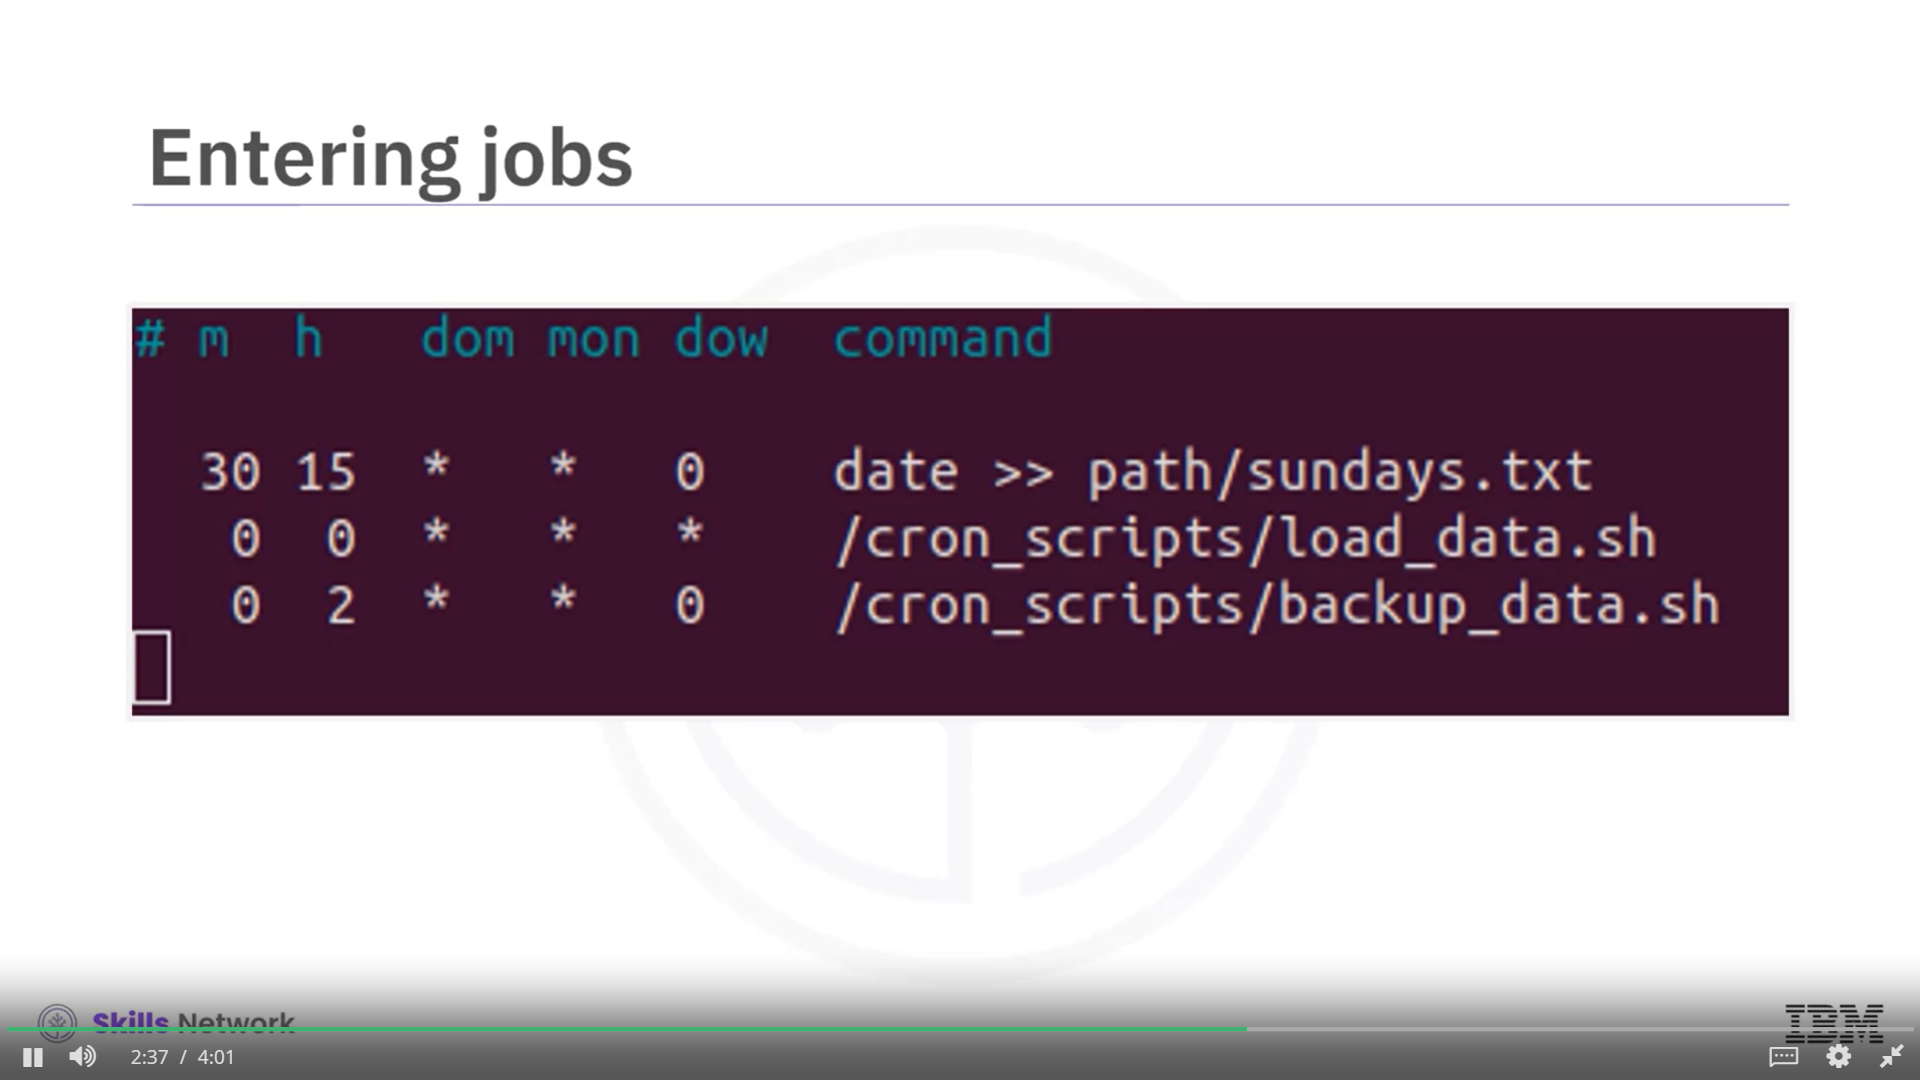 Entering jobs
# m h dom mon dow command
30 15 * * 0 date >> path/sundays.txt
0 0 * * * /cron_scripts/load_data.sh
0 2 * * 0 /cron_scripts/backup_data.sh
Skills Network
IBM
2:37 / 4:01